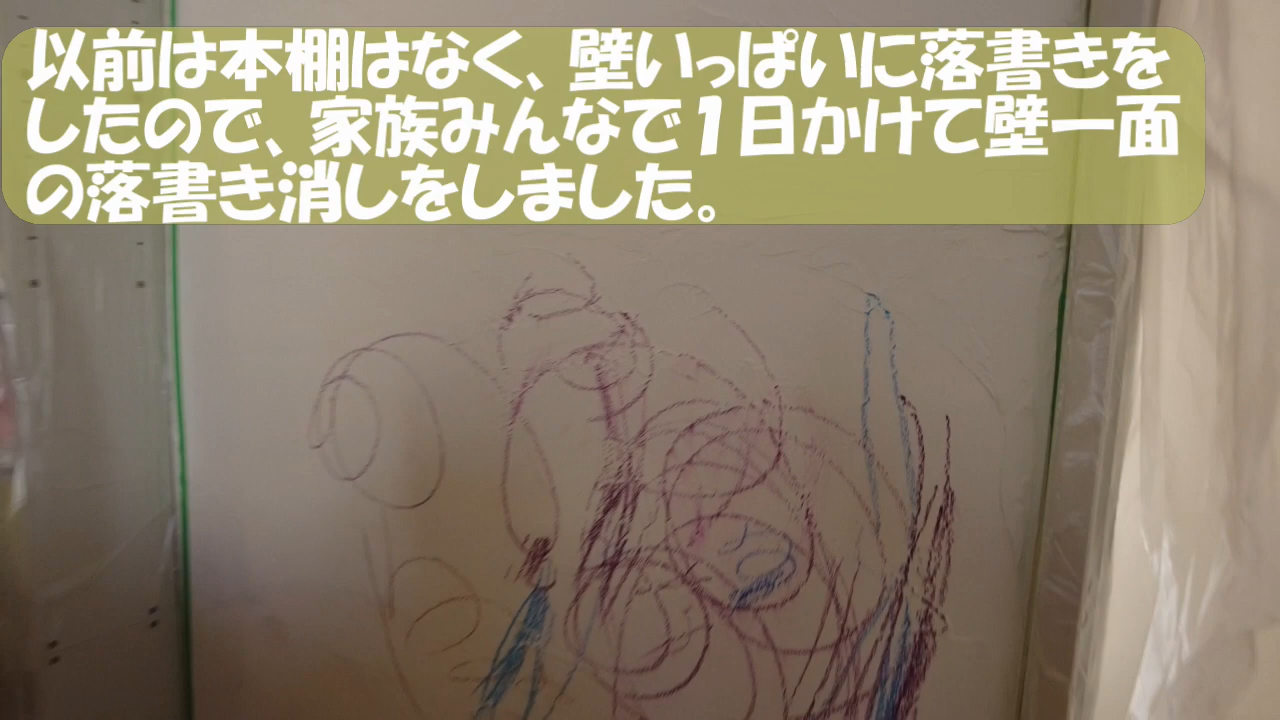 以前は本棚はなく、壁いっぱいに落書きを
したので、家族みんなで1日かけて壁一面
の落書き消しをしました。